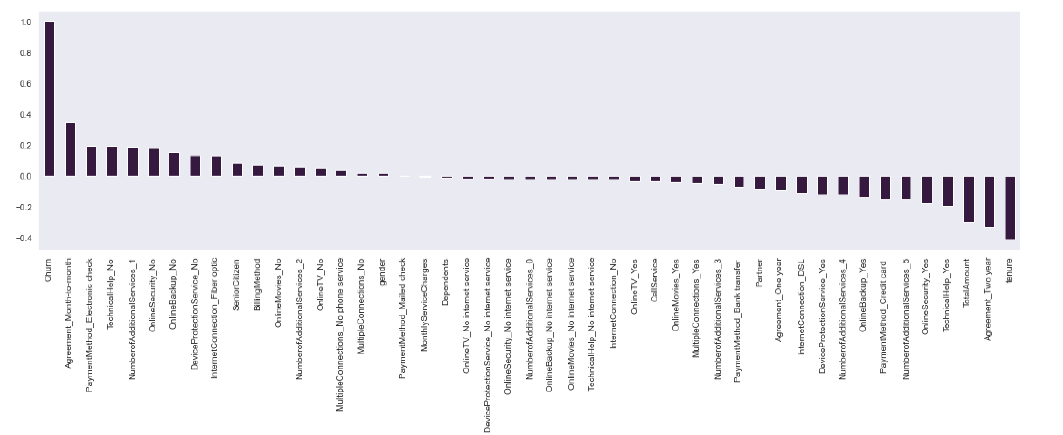 1.0
0.8
0.6
0.4
0.2
0.0
−0.2
−0.4
Churn
Agreement_Month-to-month
PaymentMethod_Electronic check
TechnicalHelp_No
NumberofAdditionalServices_1
OnlineSecurity_No
OnlineBackup_No
DeviceProtectionService_No
InternetConnection_Fiber optic
SeniorCitizen
BillingMethod
OnlineMovies_No
NumberofAdditionalServices_2
OnlineTV_No
MultipleConnections_No phone service
MultipleConnections_No
gender
PaymentMethod_Mailed check
MonthlyServiceCharges
Dependents
OnlineTV_No internet service
DeviceProtectionService_No internet service
OnlineSecurity_No internet service
NumberofAdditionalServices_0
OnlineBackup_No internet service
OnlineMovies_No internet service
TechnicalHelp_No internet service
InternetConnection_No
OnlineTV_Yes
CallService
OnlineMovies_Yes
MultipleConnections_Yes
NumberofAdditionalServices_3
PaymentMethod_Bank transfer
Partner
Agreement_One year
InternetConnection_DSL
DeviceProtectionService_Yes
NumberofAdditionalServices_4
OnlineBackup_Yes
PaymentMethod_Credit card
NumberofAdditionalServices_5
OnlineSecurity_Yes
TechnicalHelp_Yes
TotalAmount
Agreement_Two year
tenure